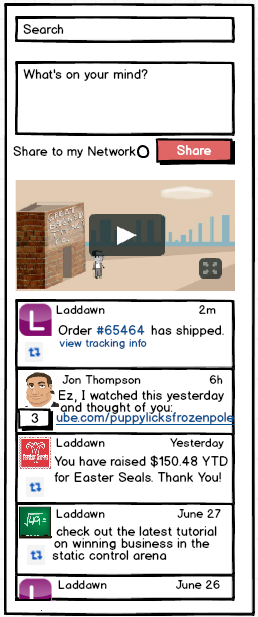 Search
What's on your mind?
Share to my Network
Share
GREAT
L
Laddawn 2m
Order #65464 has shipped.
view tracking info
Jon Thompson 6h
Ez, I watched this yesterday
and thought of you:
3 ube.com/puppylicksfrozenpole
Laddawn Yesterday
You have raised $150.48 YTD
for Easter Seals. Thank You!
Laddawn June 27
√49 =
check out the latest tutorial
on winning business in the
static control arena
Laddawn June 26